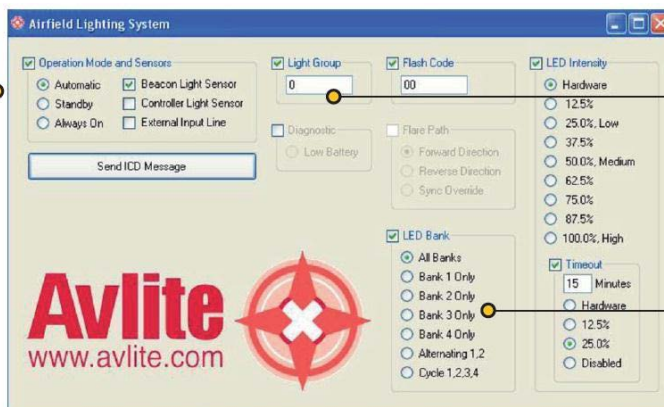 Airfield Lighting System
Operation Mode and Sensors
Automatic
Beacon Light Sensor
Standby
Controller Light Sensor
Always On
External Input Line
Send ICD Message
Light Group
0
Flash Code
00
Diagnostic
Low Battery
Flare Path
Forward Direction
Reverse Direction
Sync Override
LED Bank
All Banks
Bank 1 Only
Bank 2 Only
Bank 3 Only
Bank 4 Only
Alternating 1,2
Cycle 1,2,3,4
LED Intensity
Hardware
12.5%
25.0%, Low
37.5%
50.0%, Medium
62.5%
75.0%
87.5%
100.0%, High
Timeout
15 Minutes
Hardware
12.5%
25.0%
Disabled
Avlite
www.avlite.com